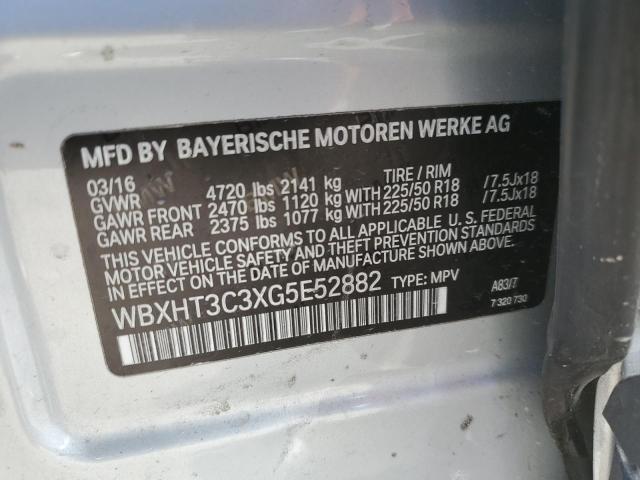 MFD BY BAYERISCHE MOTOREN WERKE AG
03/16 TIRE / RIM
GVWR 4720 lbs 2141 kg
GAWR FRONT 2470 lbs 1120 kg WITH 225/50 R18 /7.5Jx18
GAWR REAR 2375 lbs 1077 kg WITH 225/50 R18 /7.5Jx18
THIS VEHICLE CONFORMS TO ALL APPLICABLE U. S. FEDERAL
MOTOR VEHICLE SAFETY AND THEFT PREVENTION STANDARDS
IN EFFECT ON THE DATE OF MANUFACTURE SHOWN ABOVE.
WBXHT3C3XG5E52882 TYPE: MPV A83/7
7 320 730